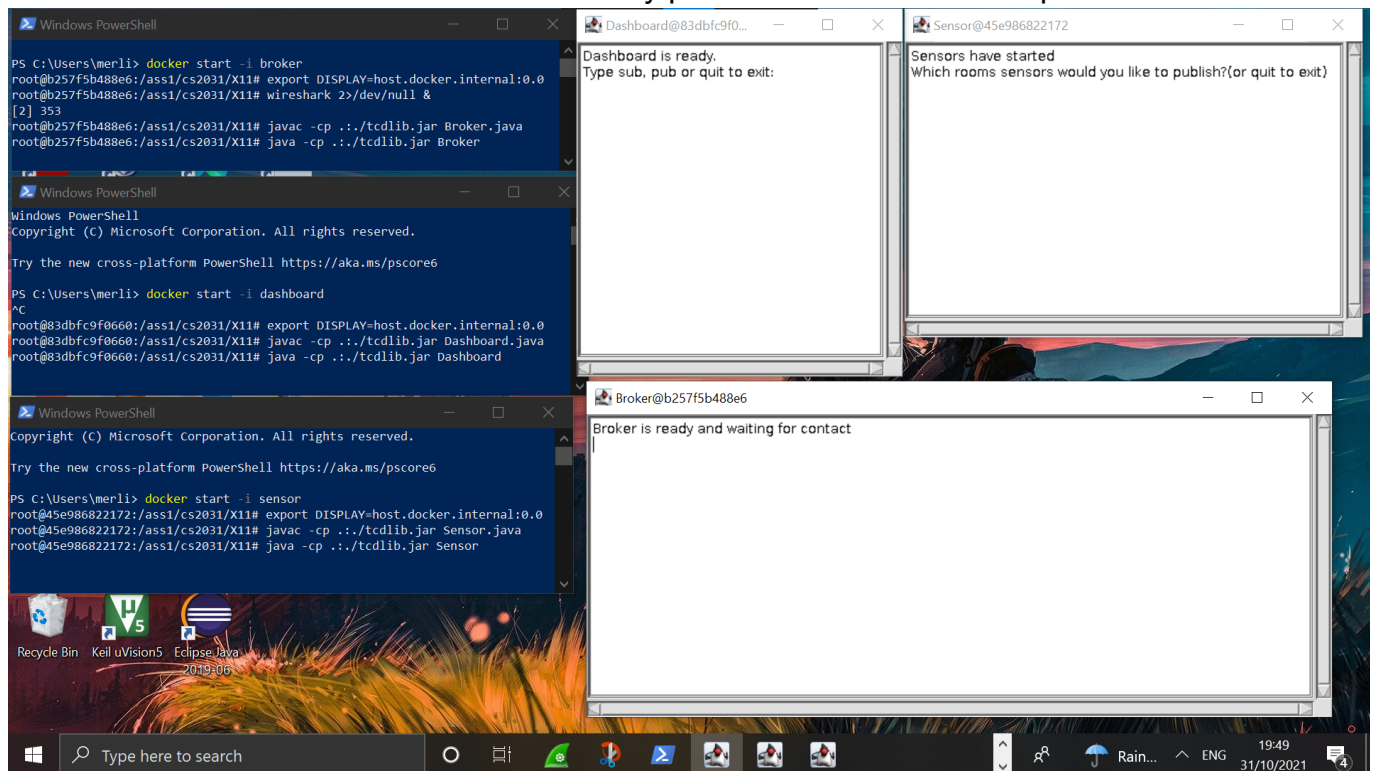 Windows PowerShell
PS C:\Users\merli> docker start -i broker
root@b257f5b488e6:/ass1/cs2031/X11# export DISPLAY=host.docker.internal:0.0
root@b257f5b488e6:/ass1/cs2031/X11# wireshark 2>/dev/null &
[2] 353
root@b257f5b488e6:/ass1/cs2031/X11# javac -cp .:./tcdlib.jar Broker.java
root@b257f5b488e6:/ass1/cs2031/X11# java -cp .:./tcdlib.jar Broker
Windows PowerShell
Windows PowerShell
Copyright (C) Microsoft Corporation. All rights reserved.
Try the new cross-platform PowerShell https://aka.ms/pscore6
PS C:\Users\merli> docker start -i dashboard
^C
root@83dbfc9f0660:/ass1/cs2031/X11# export DISPLAY=host.docker.internal:0.0
root@83dbfc9f0660:/ass1/cs2031/X11# javac -cp .:./tcdlib.jar Dashboard.java
root@83dbfc9f0660:/ass1/cs2031/X11# java -cp .:./tcdlib.jar Dashboard
Windows PowerShell
Copyright (C) Microsoft Corporation. All rights reserved.
Try the new cross-platform PowerShell https://aka.ms/pscore6
PS C:\Users\merli> docker start -i sensor
root@45e986822172:/ass1/cs2031/X11# export DISPLAY=host.docker.internal:0.0
root@45e986822172:/ass1/cs2031/X11# javac -cp .:./tcdlib.jar Sensor.java
root@45e986822172:/ass1/cs2031/X11# java -cp .:./tcdlib.jar Sensor
Dashboard@83dbfc9f0...
Dashboard is ready.
Type sub, pub or quit to exit:
Sensor@45e986822172
Sensors have started
Which rooms sensors would you like to publish?(or quit to exit)
Broker@b257f5b488e6
Broker is ready and waiting for contact
Recycle Bin
Keil uVision5
Eclipse Java
2019-06
Type here to search
Rain...
ENG
19:49
31/10/2021
4